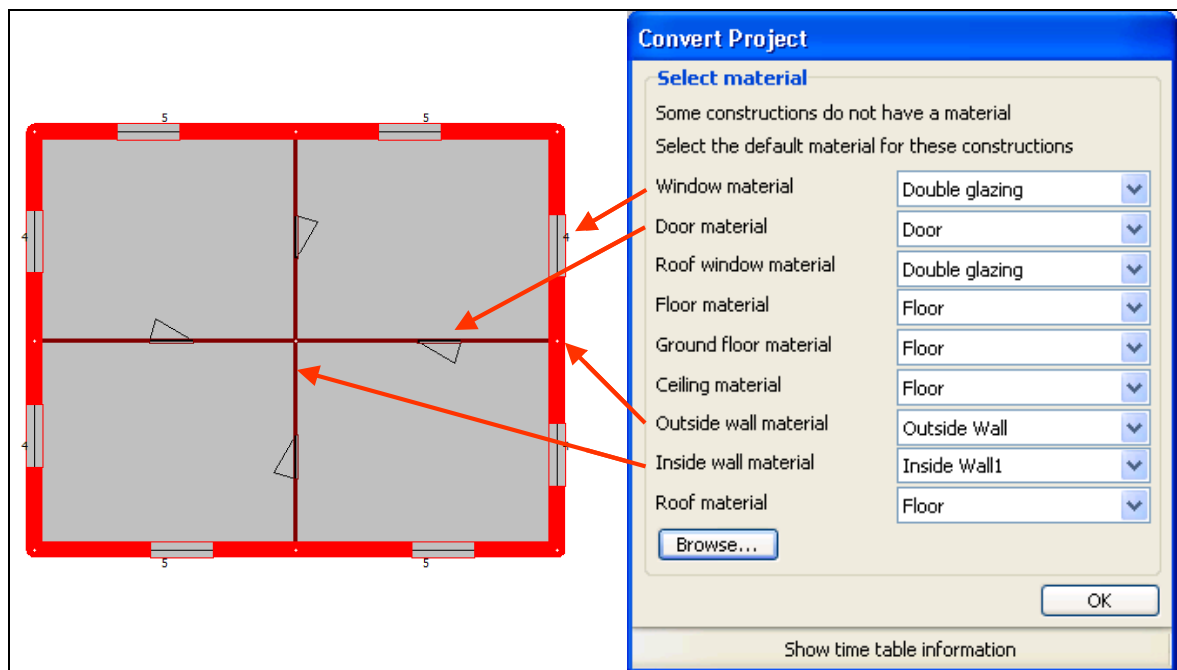 5
5
4
4
4
4
5
5
Convert Project
Select material
Some constructions do not have a material
Select the default material for these constructions
Window material Double glazing
Door material Door
Roof window material Double glazing
Floor material Floor
Ground floor material Floor
Ceiling material Floor
Outside wall material Outside Wall
Inside wall material Inside Wall1
Roof material Floor
Browse...
OK
Show time table information